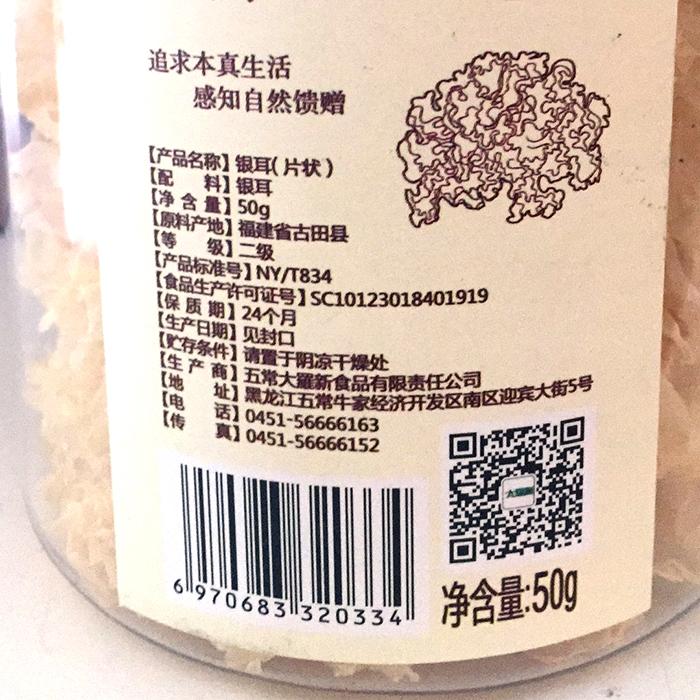 追求本真生活
感知自然馈赠
【产品名称】银耳(片状)
【配 料】银耳
【净含量】50g
【原料产地】福建省古田县
【等 级】二级
【产品标准号】NY/T834
【食品生产许可证号】SC10123018401919
【保质期】24个月
【生产日期】见封口
【贮存条件】请置于阴凉干燥处
【生产商】五常大罗新食品有限责任公司
【地 址】黑龙江五常牛家经济开发区南区迎宾大街5号
【电 话】0451-56666163
【传 真】0451-56666152
6 970683 320334
净含量:50g